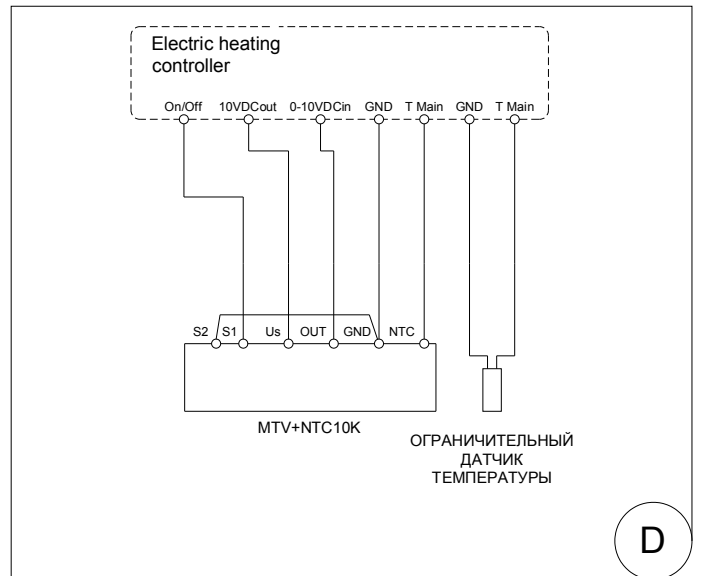 Electric heating
controller
On/Off 10VDCout 0-10VDCin GND T Main GND T Main
S2 S1 Us OUT GND NTC
MTV+NTC10K
ОГРАНИЧИТЕЛЬНЫЙ
ДАТЧИК
ТЕМПЕРАТУРЫ
D